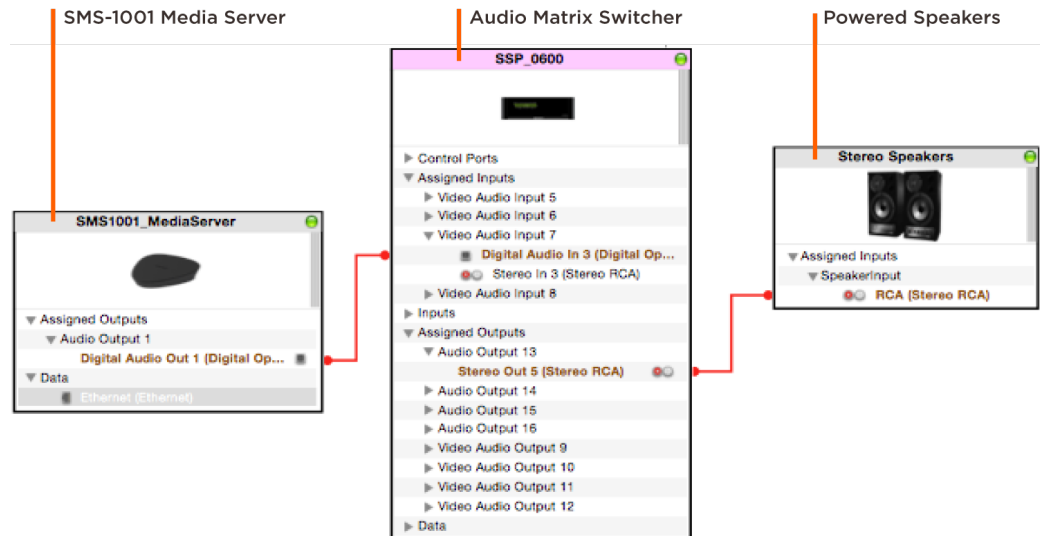 SMS-1001 Media Server
Audio Matrix Switcher
Powered Speakers
SMS1001_MediaServer
Assigned Outputs
Audio Output 1
Digital Audio Out 1 (Digital Op...
Data
Ethernet (Ethernet)
SSP_0600
Control Ports
Assigned Inputs
Video Audio Input 5
Video Audio Input 6
Video Audio Input 7
Digital Audio In 3 (Digital Op...
Stereo In 3 (Stereo RCA)
Video Audio Input 8
Inputs
Assigned Outputs
Audio Output 13
Stereo Out 5 (Stereo RCA)
Audio Output 14
Audio Output 15
Audio Output 16
Video Audio Output 9
Video Audio Output 10
Video Audio Output 11
Video Audio Output 12
Data
Stereo Speakers
Assigned Inputs
SpeakerInput
RCA (Stereo RCA)